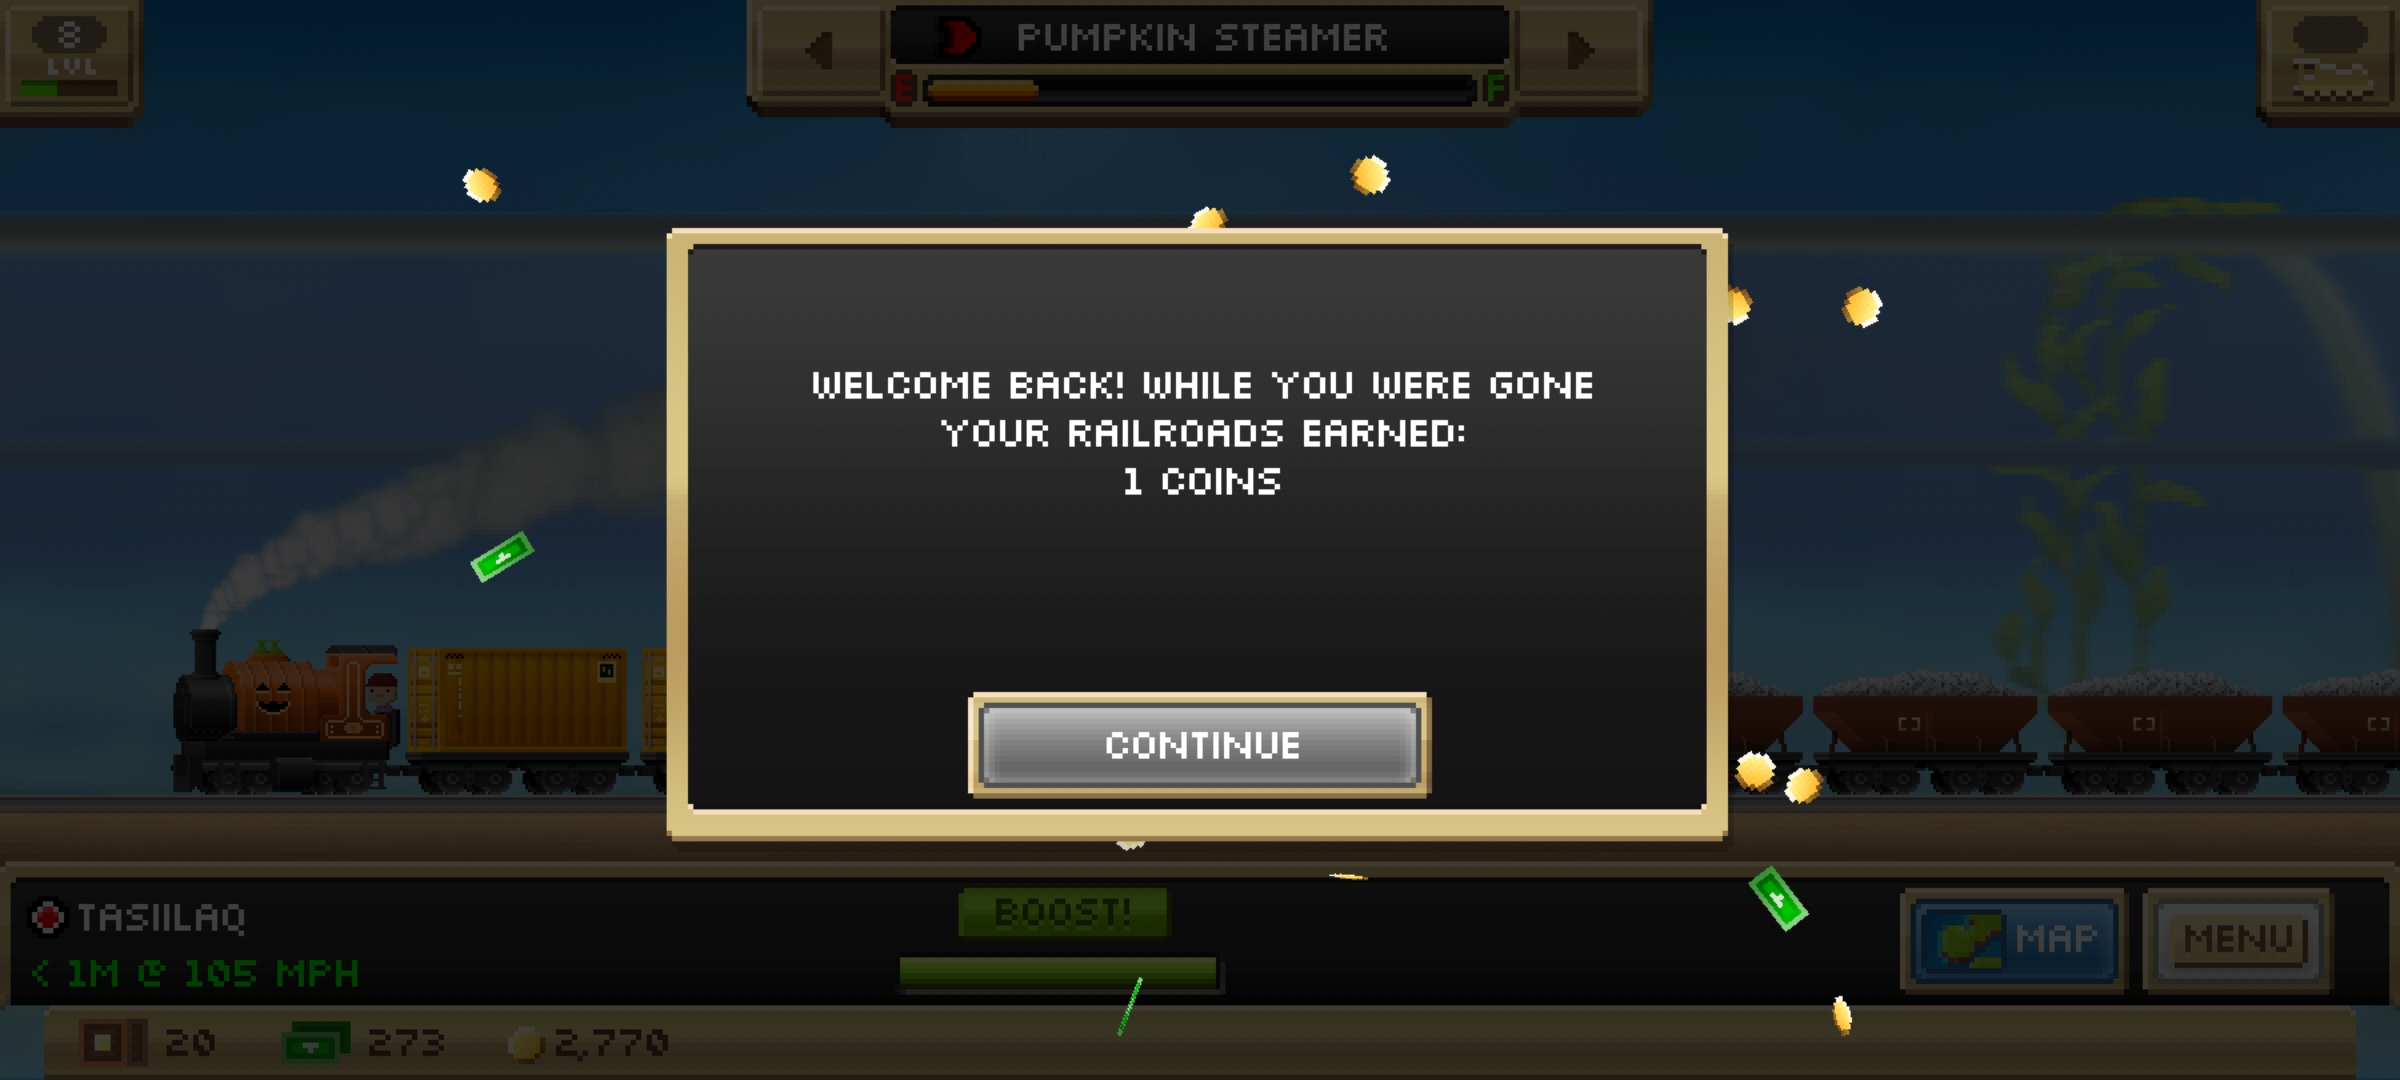 8
LVL
PUMPKIN STEAMER
E F
WELCOME BACK! WHILE YOU WERE GONE
YOUR RAILROADS EARNED:
1 COINS
CONTINUE
TASIILAQ
BOOST!
MAP
MENU
< 1M @ 105 MPH
20 273 2,770